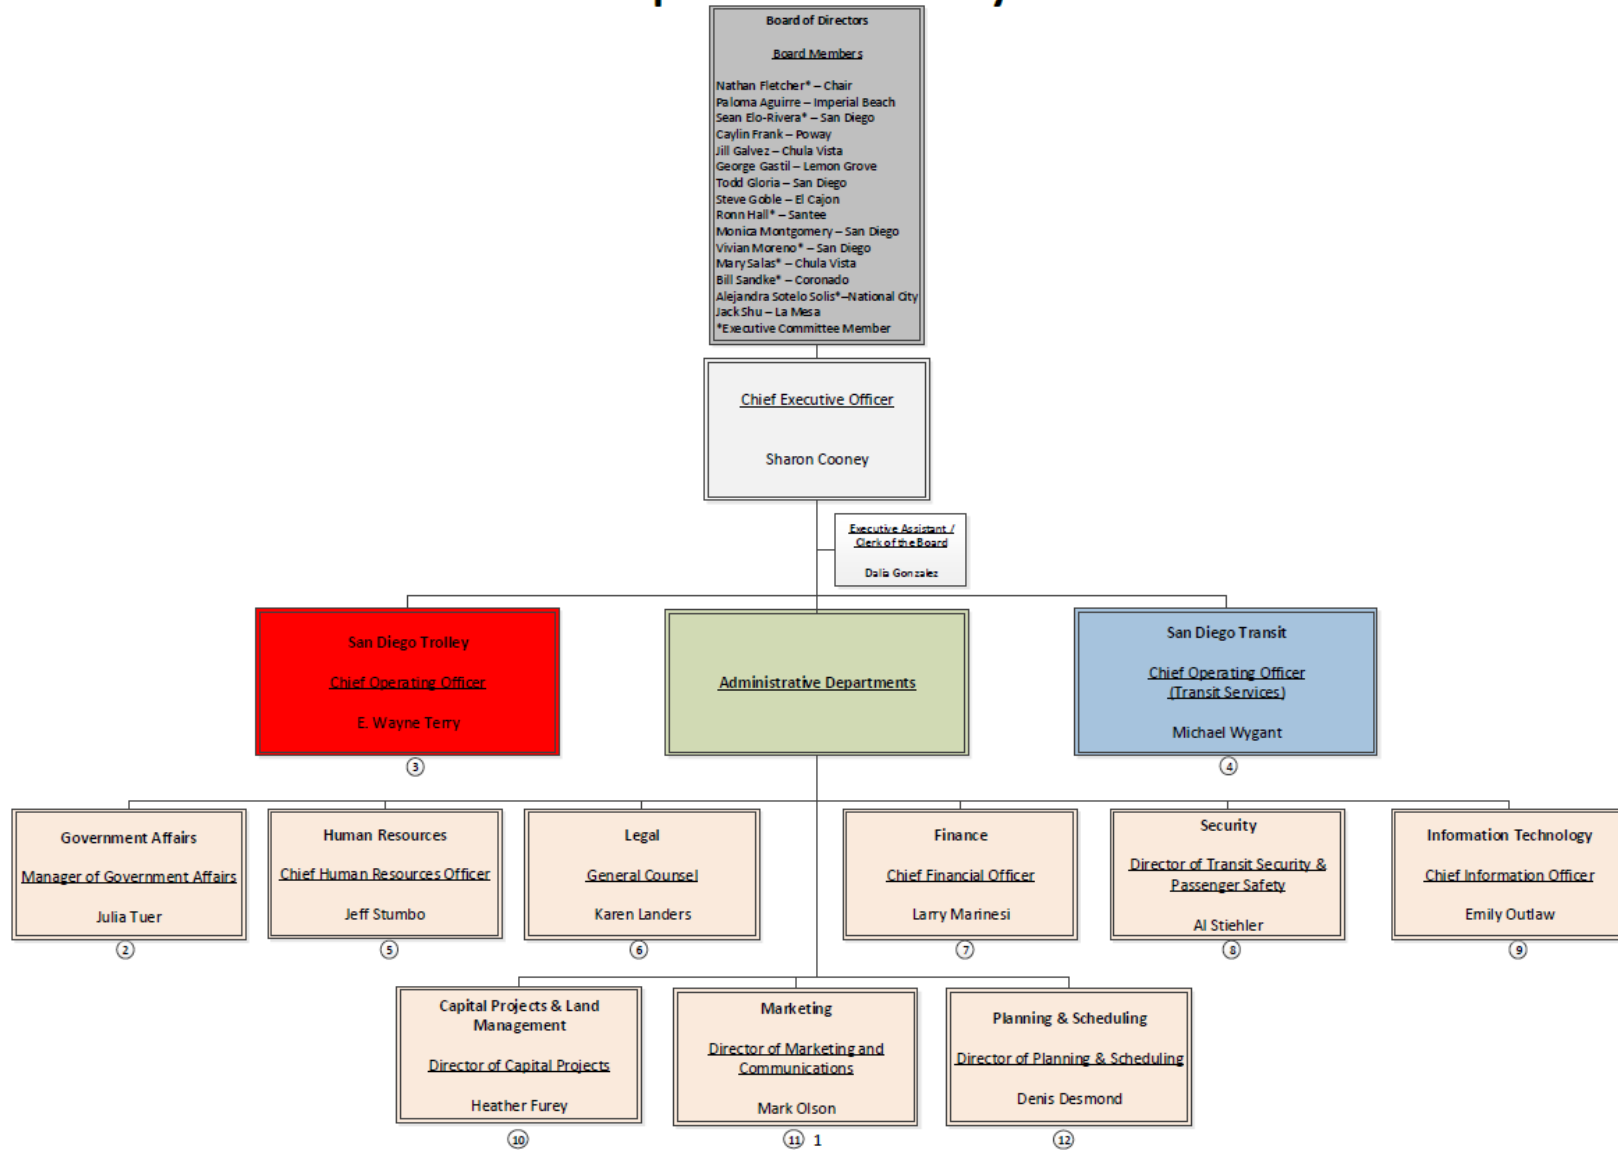 Board of Directors
Board Members
Nathan Fletcher* – Chair
Paloma Aguirre – Imperial Beach
Sean Elo-Rivera* – San Diego
Caylin Frank – Poway
Jill Galvez – Chula Vista
George Gastil – Lemon Grove
Todd Gloria – San Diego
Steve Goble – El Cajon
Ronn Hall* – Santee
Monica Montgomery – San Diego
Vivian Moreno* – San Diego
Mary Salas* – Chula Vista
Bill Sandke* – Coronado
Alejandra Sotelo Solis*–National City
Jack Shu – La Mesa
*Executive Committee Member
Chief Executive Officer
Sharon Cooney
Executive Assistant /
Clerk of the Board
Dalia Gonzalez
San Diego Trolley
Chief Operating Officer
E. Wayne Terry
3
Administrative Departments
San Diego Transit
Chief Operating Officer
(Transit Services)
Michael Wygant
4
Government Affairs
Manager of Government Affairs
Julia Tuer
2
Human Resources
Chief Human Resources Officer
Jeff Stumbo
5
Legal
General Counsel
Karen Landers
6
Finance
Chief Financial Officer
Larry Marinesi
7
Security
Director of Transit Security &
Passenger Safety
Al Stiehler
8
Information Technology
Chief Information Officer
Emily Outlaw
9
Capital Projects & Land
Management
Director of Capital Projects
Heather Furey
10
Marketing
Director of Marketing and
Communications
Mark Olson
11 1
Planning & Scheduling
Director of Planning & Scheduling
Denis Desmond
12